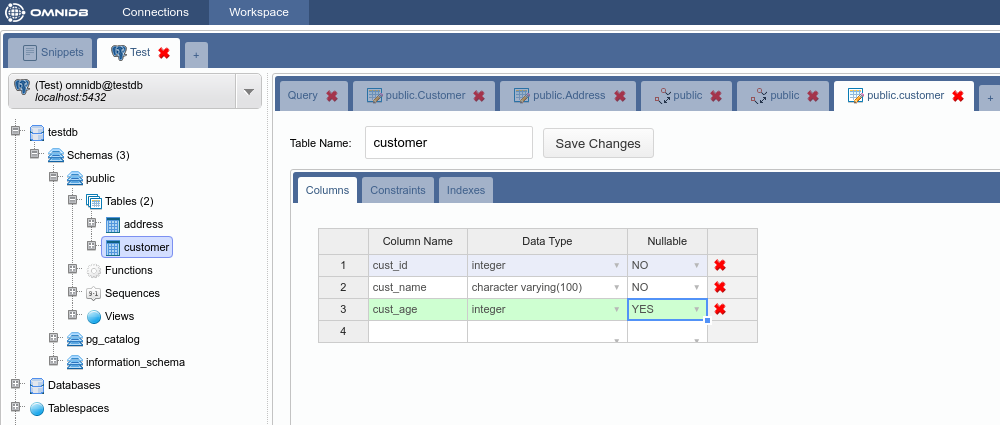 OMNIDB Connections Workspace
Snippets Test +
(Test) omnidb@testdb
localhost:5432
testdb
Schemas (3)
public
Tables (2)
address
customer
Functions
Sequences
Views
pg_catalog
information_schema
Databases
Tablespaces
Query public.Customer public.Address public public public.customer +
Table Name: customer Save Changes
Columns Constraints Indexes
Column Name Data Type Nullable
1 cust_id integer NO
2 cust_name character varying(100) NO
3 cust_age integer YES
4